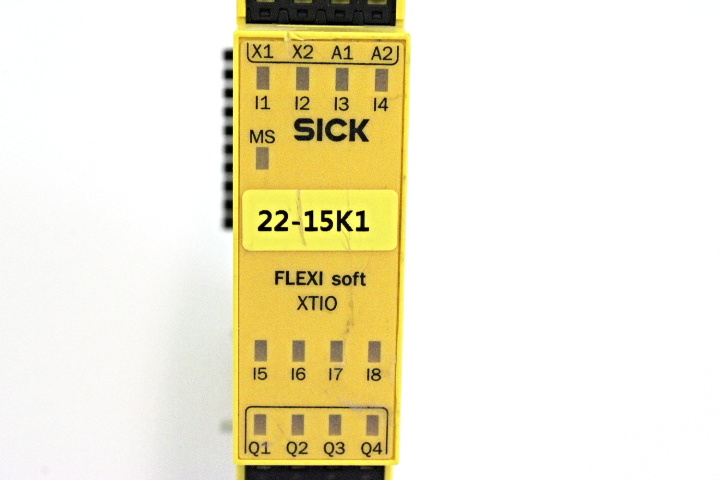 X1 X2 A1 A2
I1 I2 I3 I4
SICK
MS
22-15K1
FLEXI soft
XTIO
I5 I6 I7 I8
Q1 Q2 Q3 Q4